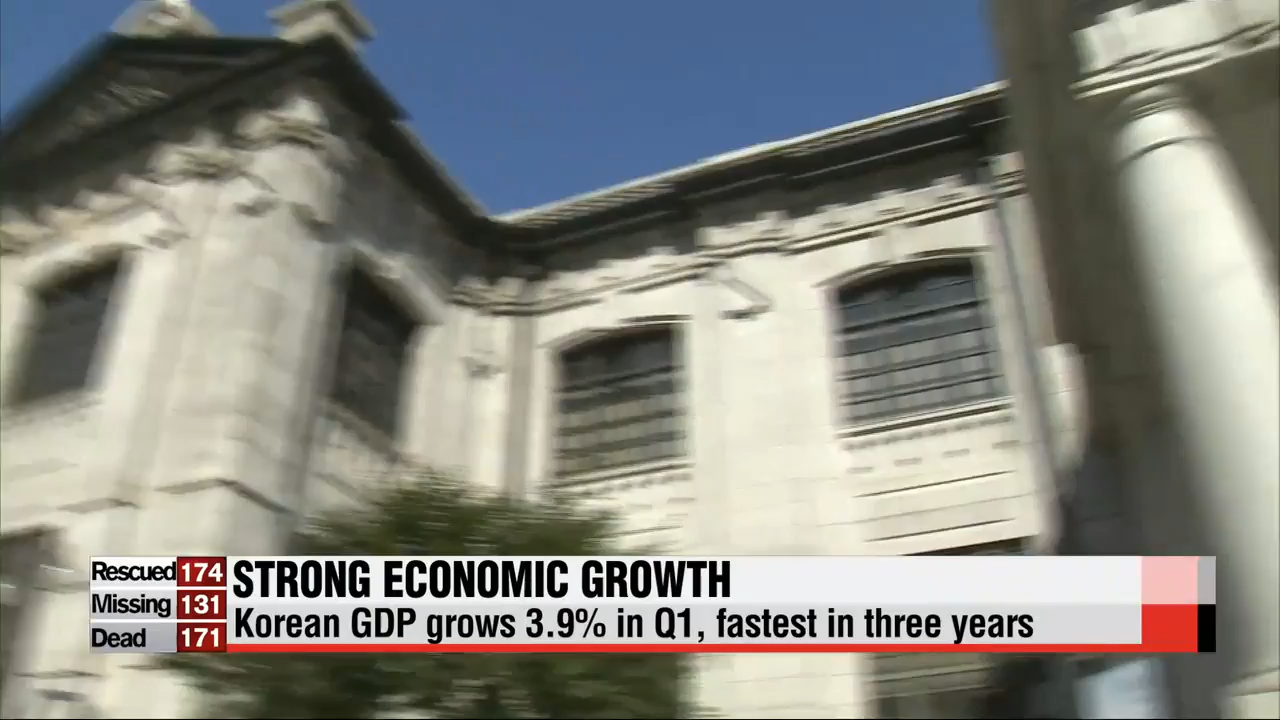 Rescued 174
Missing 131
Dead 171
STRONG ECONOMIC GROWTH
Korean GDP grows 3.9% in Q1, fastest in three years